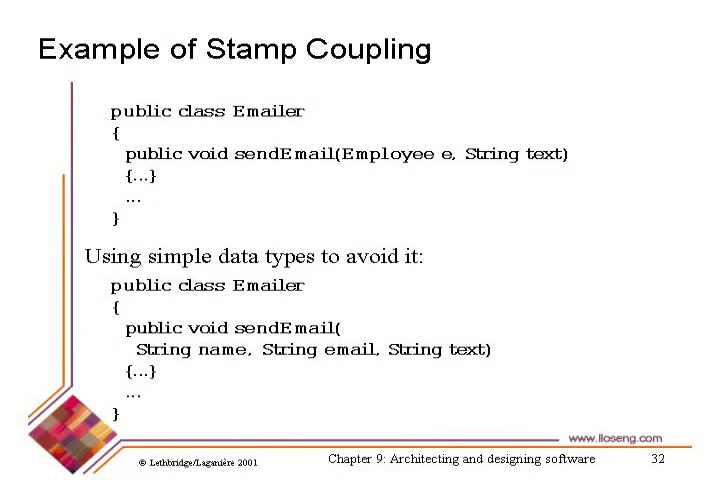 Example of Stamp Coupling
public class Emailer
{
public void sendEmail(Employee e, String text)
{...}
...
}
Using simple data types to avoid it:
public class Emailer
{
public void sendEmail(
String name, String email, String text)
{...}
...
}
www.lloseng.com
© Lethbridge/Laganière 2001
Chapter 9: Architecting and designing software
32